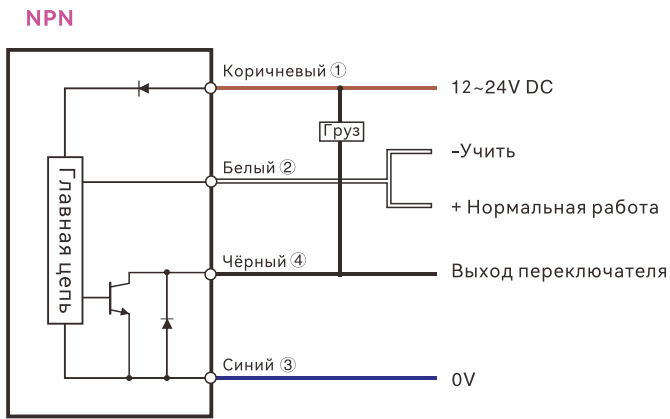 NPN
Коричневый ①
12~24V DC
Груз
Белый ②
-Учить
+ Нормальная работа
Главная цепь
Чёрный ④
Выход переключателя
Синий ③
0V